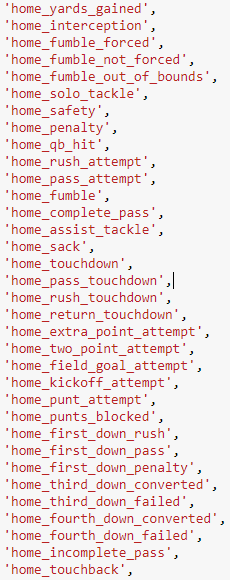 'home_yards_gained',
'home_interception',
'home_fumble_forced',
'home_fumble_not_forced',
'home_fumble_out_of_bounds',
'home_solo_tackle',
'home_safety',
'home_penalty',
'home_qb_hit',
'home_rush_attempt',
'home_pass_attempt',
'home_fumble',
'home_complete_pass',
'home_assist_tackle',
'home_sack',
'home_touchdown',
'home_pass_touchdown',
'home_rush_touchdown',
'home_return_touchdown',
'home_extra_point_attempt',
'home_two_point_attempt',
'home_field_goal_attempt',
'home_kickoff_attempt',
'home_punt_attempt',
'home_punts_blocked',
'home_first_down_rush',
'home_first_down_pass',
'home_first_down_penalty',
'home_third_down_converted',
'home_third_down_failed',
'home_fourth_down_converted',
'home_fourth_down_failed',
'home_incomplete_pass',
'home_touchback',